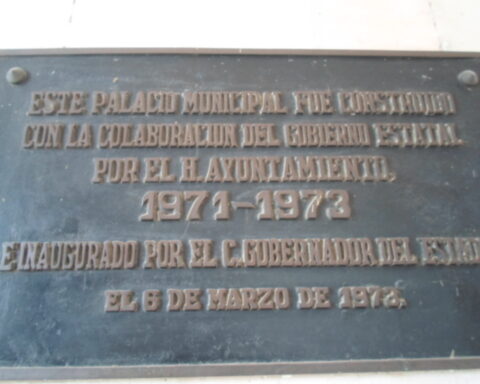 ESTE PALACIO MUNICIPAL FUE CONSTRUIDO
CON LA COLABORACION DEL GOBIERNO ESTATAL
POR EL H. AYUNTAMIENTO,
1971-1973
E INAUGURADO POR EL C. GOBERNADOR DEL ESTADO
EL 6 DE MARZO DE 1973.